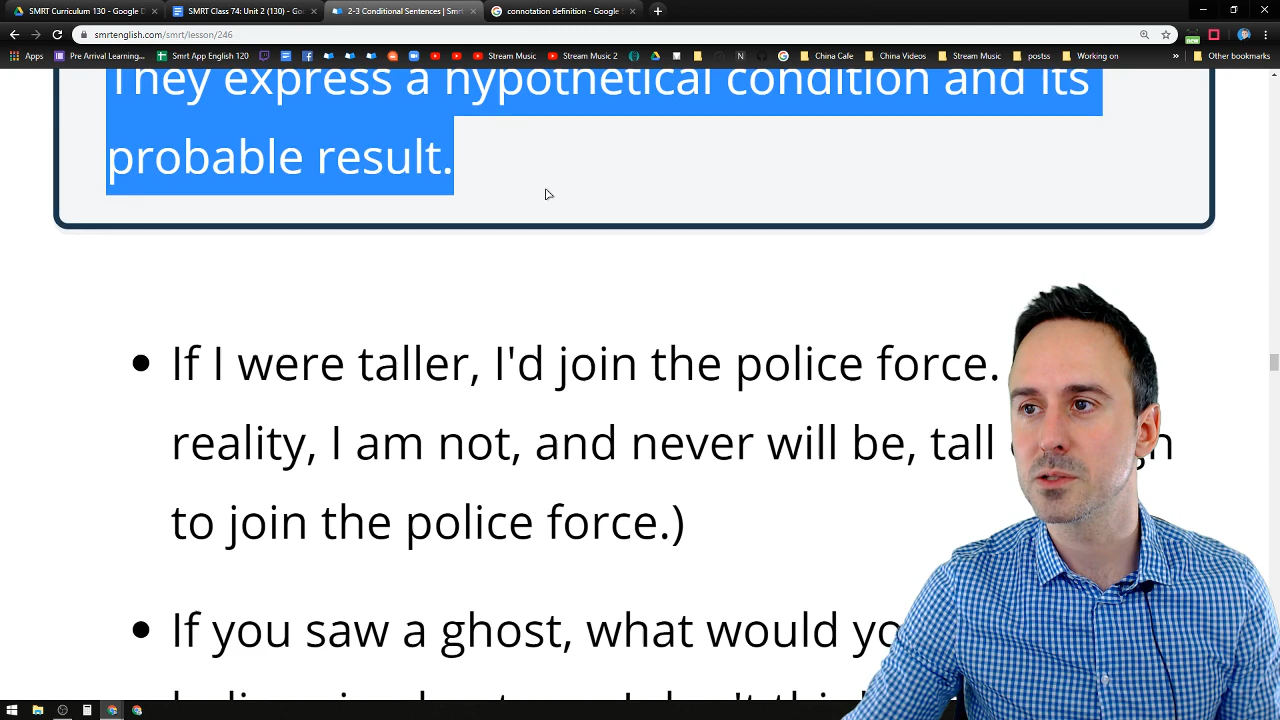 SMRT Curriculum 130 - Google D
SMRT Class 74: Unit 2 (130) - Go
2-3 Conditional Sentences | Smrt
connotation definition - Google
smrtenglish.com/smrt/lesson/246
new
Apps
Pre Arrival Learning...
Smrt App English 120
Stream Music
Stream Music 2
China Cafe
China Videos
Stream Music
postss
Working on
»
Other bookmarks
They express a hypothetical condition and its
probable result.
• If I were taller, I'd join the police force.
reality, I am not, and never will be, tall
to join the police force.)
• If you saw a ghost, what would